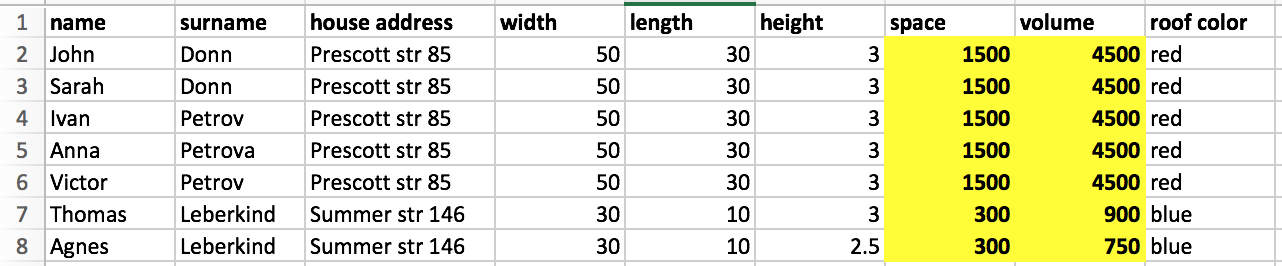 1 name surname house address width length height space volume roof color
2 John Donn Prescott str 85 50 30 3 1500 4500 red
3 Sarah Donn Prescott str 85 50 30 3 1500 4500 red
4 Ivan Petrov Prescott str 85 50 30 3 1500 4500 red
5 Anna Petrova Prescott str 85 50 30 3 1500 4500 red
6 Victor Petrov Prescott str 85 50 30 3 1500 4500 red
7 Thomas Leberkind Summer str 146 30 10 3 300 900 blue
8 Agnes Leberkind Summer str 146 30 10 2.5 300 750 blue